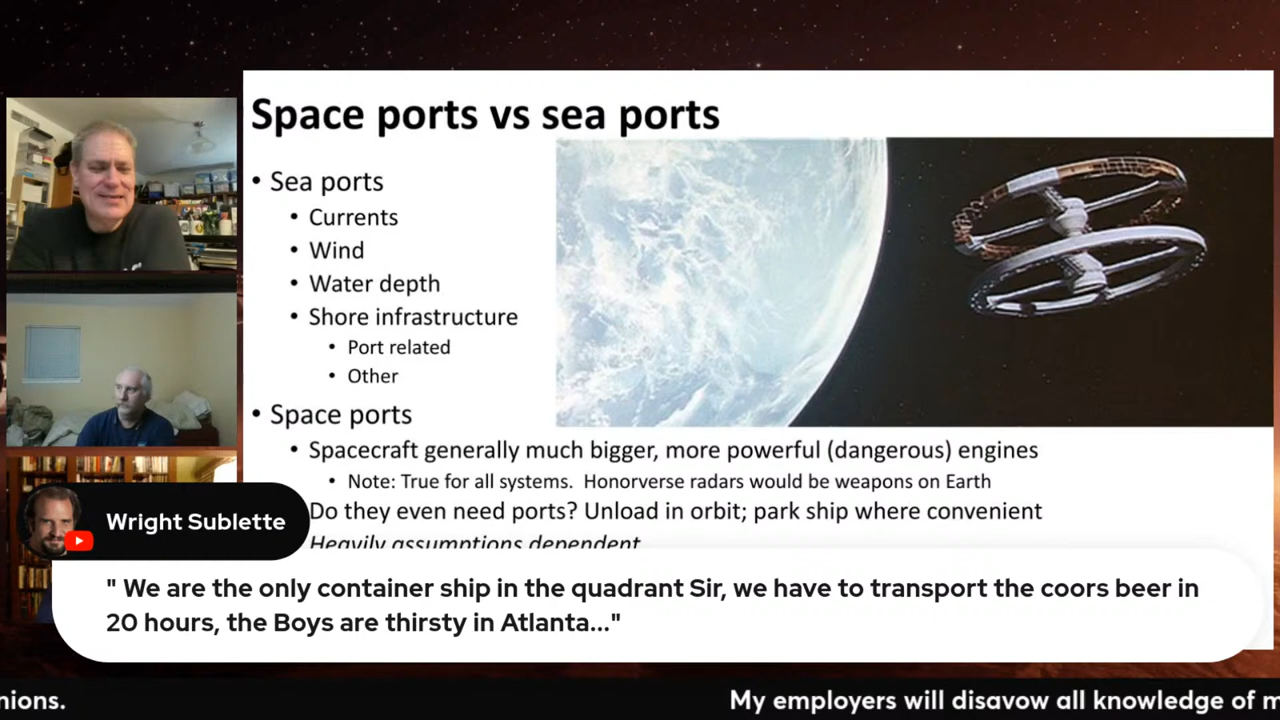 Space ports vs sea ports
• Sea ports
• Currents
• Wind
• Water depth
• Shore infrastructure
• Port related
• Other
• Space ports
• Spacecraft generally much bigger, more powerful (dangerous) engines
• Note: True for all systems. Honorverse radars would be weapons on Earth
Do they even need ports? Unload in orbit; park ship where convenient
Heavily assumptions dependent
Wright Sublette
" We are the only container ship in the quadrant Sir, we have to transport the coors beer in
20 hours, the Boys are thirsty in Atlanta..."
nions. My employers will disavow all knowledge of m